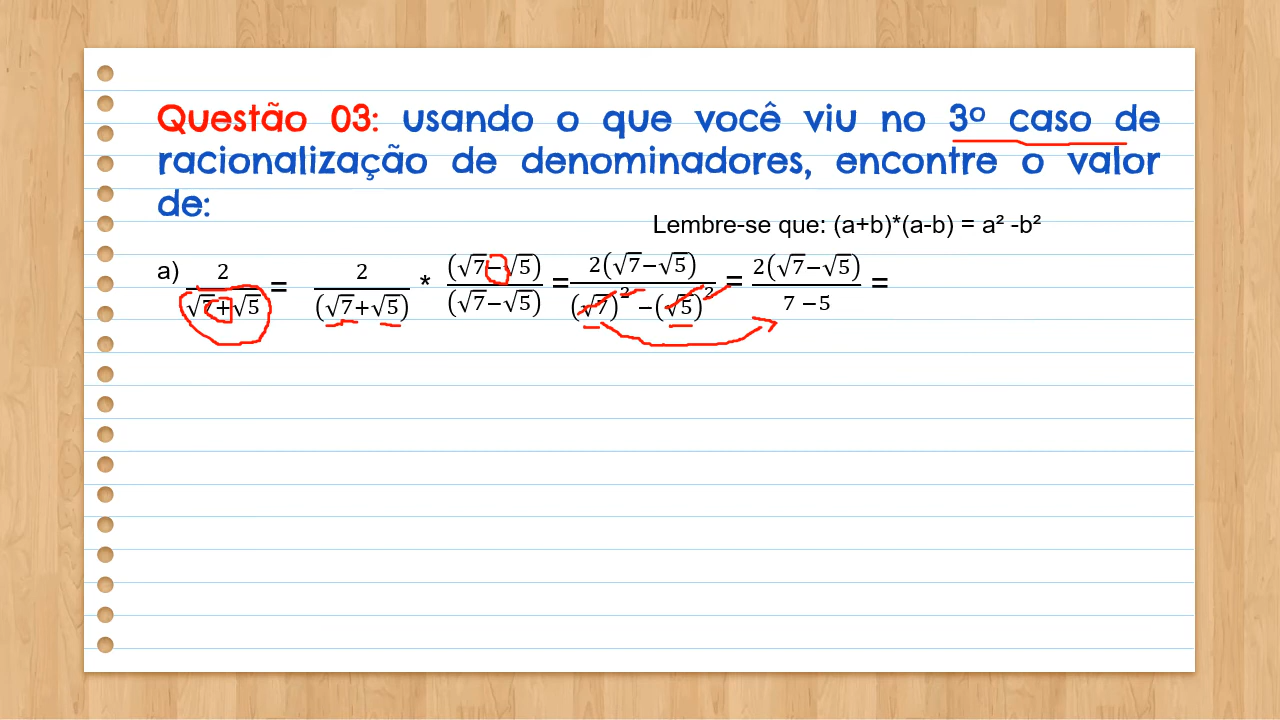 Questão 03: usando o que você viu no 3º caso de
racionalização de denominadores, encontre o valor
de:
Lembre-se que: (a+b)*(a-b) = a² -b²
a) 2/(√7+√5) = 2/(√7+√5) * (√7−√5)/(√7−√5) = 2(√7−√5)/((√7)² −(√5)²) = 2(√7−√5)/(7 −5) =